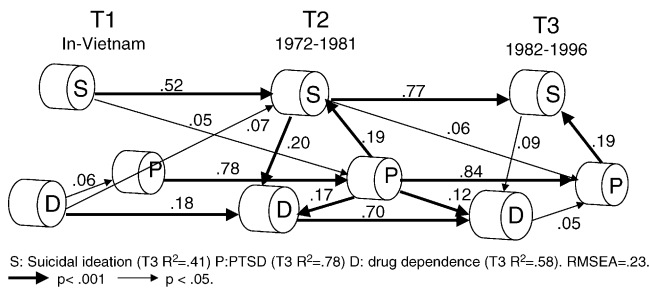 T1 T2 T3
In-Vietnam 1972-1981 1982-1996
S .52 S .77 S
.05 .07 .06 .09
.20 .19 .19
.06 P .78 P .84 P
D .18 D .17 .70 .12 D .05
S: Suicidal ideation (T3 R²=.41) P:PTSD (T3 R²=.78) D: drug dependence (T3 R²=.58). RMSEA=.23.
p< .001 p < .05.